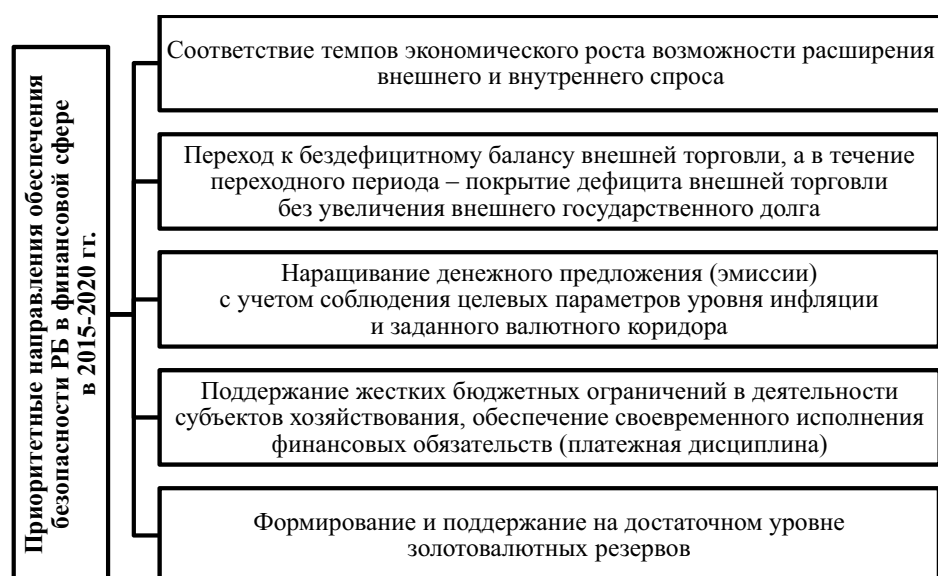 Приоритетные направления обеспечения
безопасности РБ в финансовой сфере
в 2015-2020 гг.
Соответствие темпов экономического роста возможности расширения
внешнего и внутреннего спроса
Переход к бездефицитному балансу внешней торговли, а в течение
переходного периода – покрытие дефицита внешней торговли
без увеличения внешнего государственного долга
Наращивание денежного предложения (эмиссии)
с учетом соблюдения целевых параметров уровня инфляции
и заданного валютного коридора
Поддержание жестких бюджетных ограничений в деятельности
субъектов хозяйствования, обеспечение своевременного исполнения
финансовых обязательств (платежная дисциплина)
Формирование и поддержание на достаточном уровне
золотовалютных резервов